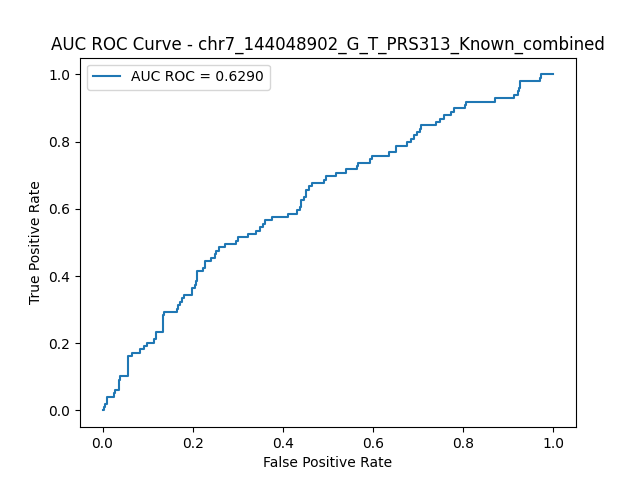 AUC ROC Curve - chr7_144048902_G_T_PRS313_Known_combined
AUC ROC = 0.6290
1.0
0.8
0.6
0.4
0.2
0.0
True Positive Rate
0.0 0.2 0.4 0.6 0.8 1.0
False Positive Rate